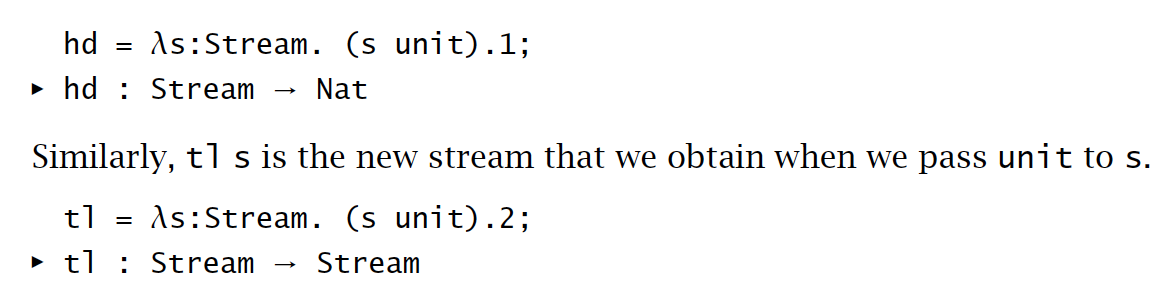 hd = λs:Stream. (s unit).1;
▸ hd : Stream → Nat
Similarly, tl s is the new stream that we obtain when we pass unit to s.
tl = λs:Stream. (s unit).2;
▸ tl : Stream → Stream